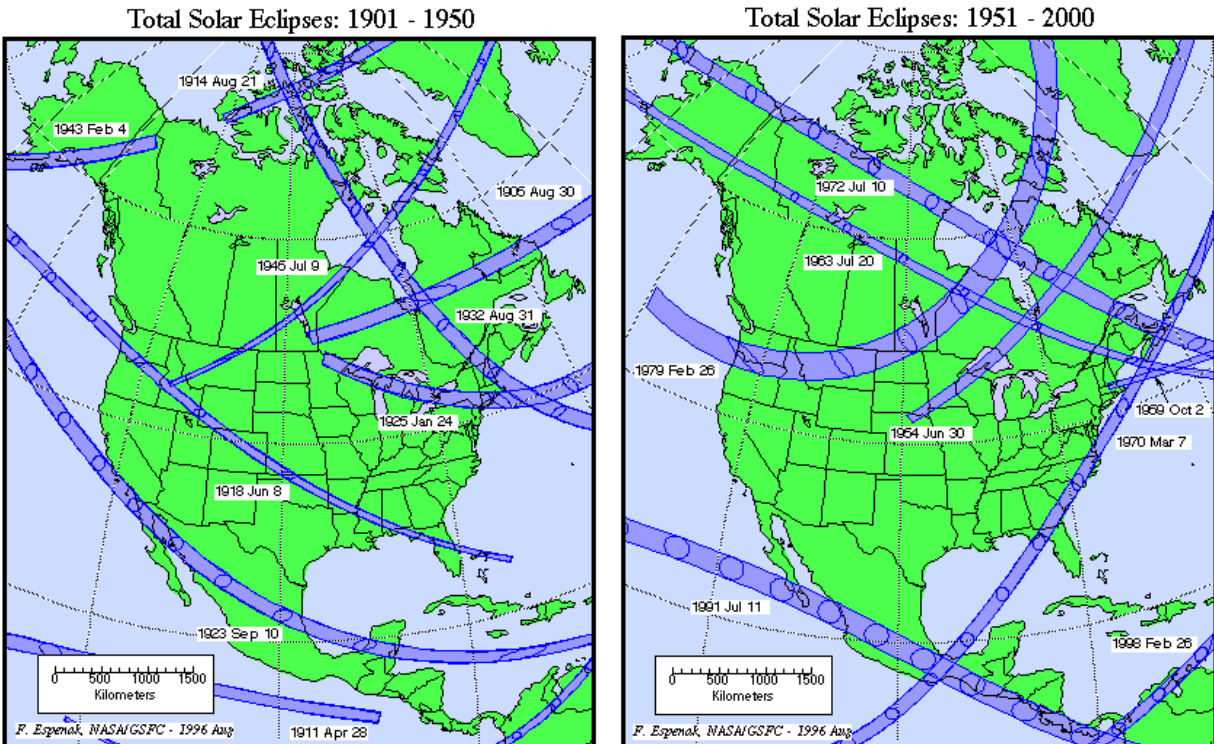 Total Solar Eclipses: 1901 - 1950
1914 Aug 21
1943 Feb 4
1905 Aug 30
1945 Jul 9
1932 Aug 31
1925 Jan 24
1918 Jun 8
1923 Sep 10
0 500 1000 1500
Kilometers
F. Espenak, NASA/GSFC - 1996 Aug
1911 Apr 28
Total Solar Eclipses: 1951 - 2000
1972 Jul 10
1963 Jul 20
1979 Feb 26
1959 Oct 2
1954 Jun 30
1970 Mar 7
1991 Jul 11
1998 Feb 26
0 500 1000 1500
Kilometers
F. Espenak, NASA/GSFC - 1996 Aug